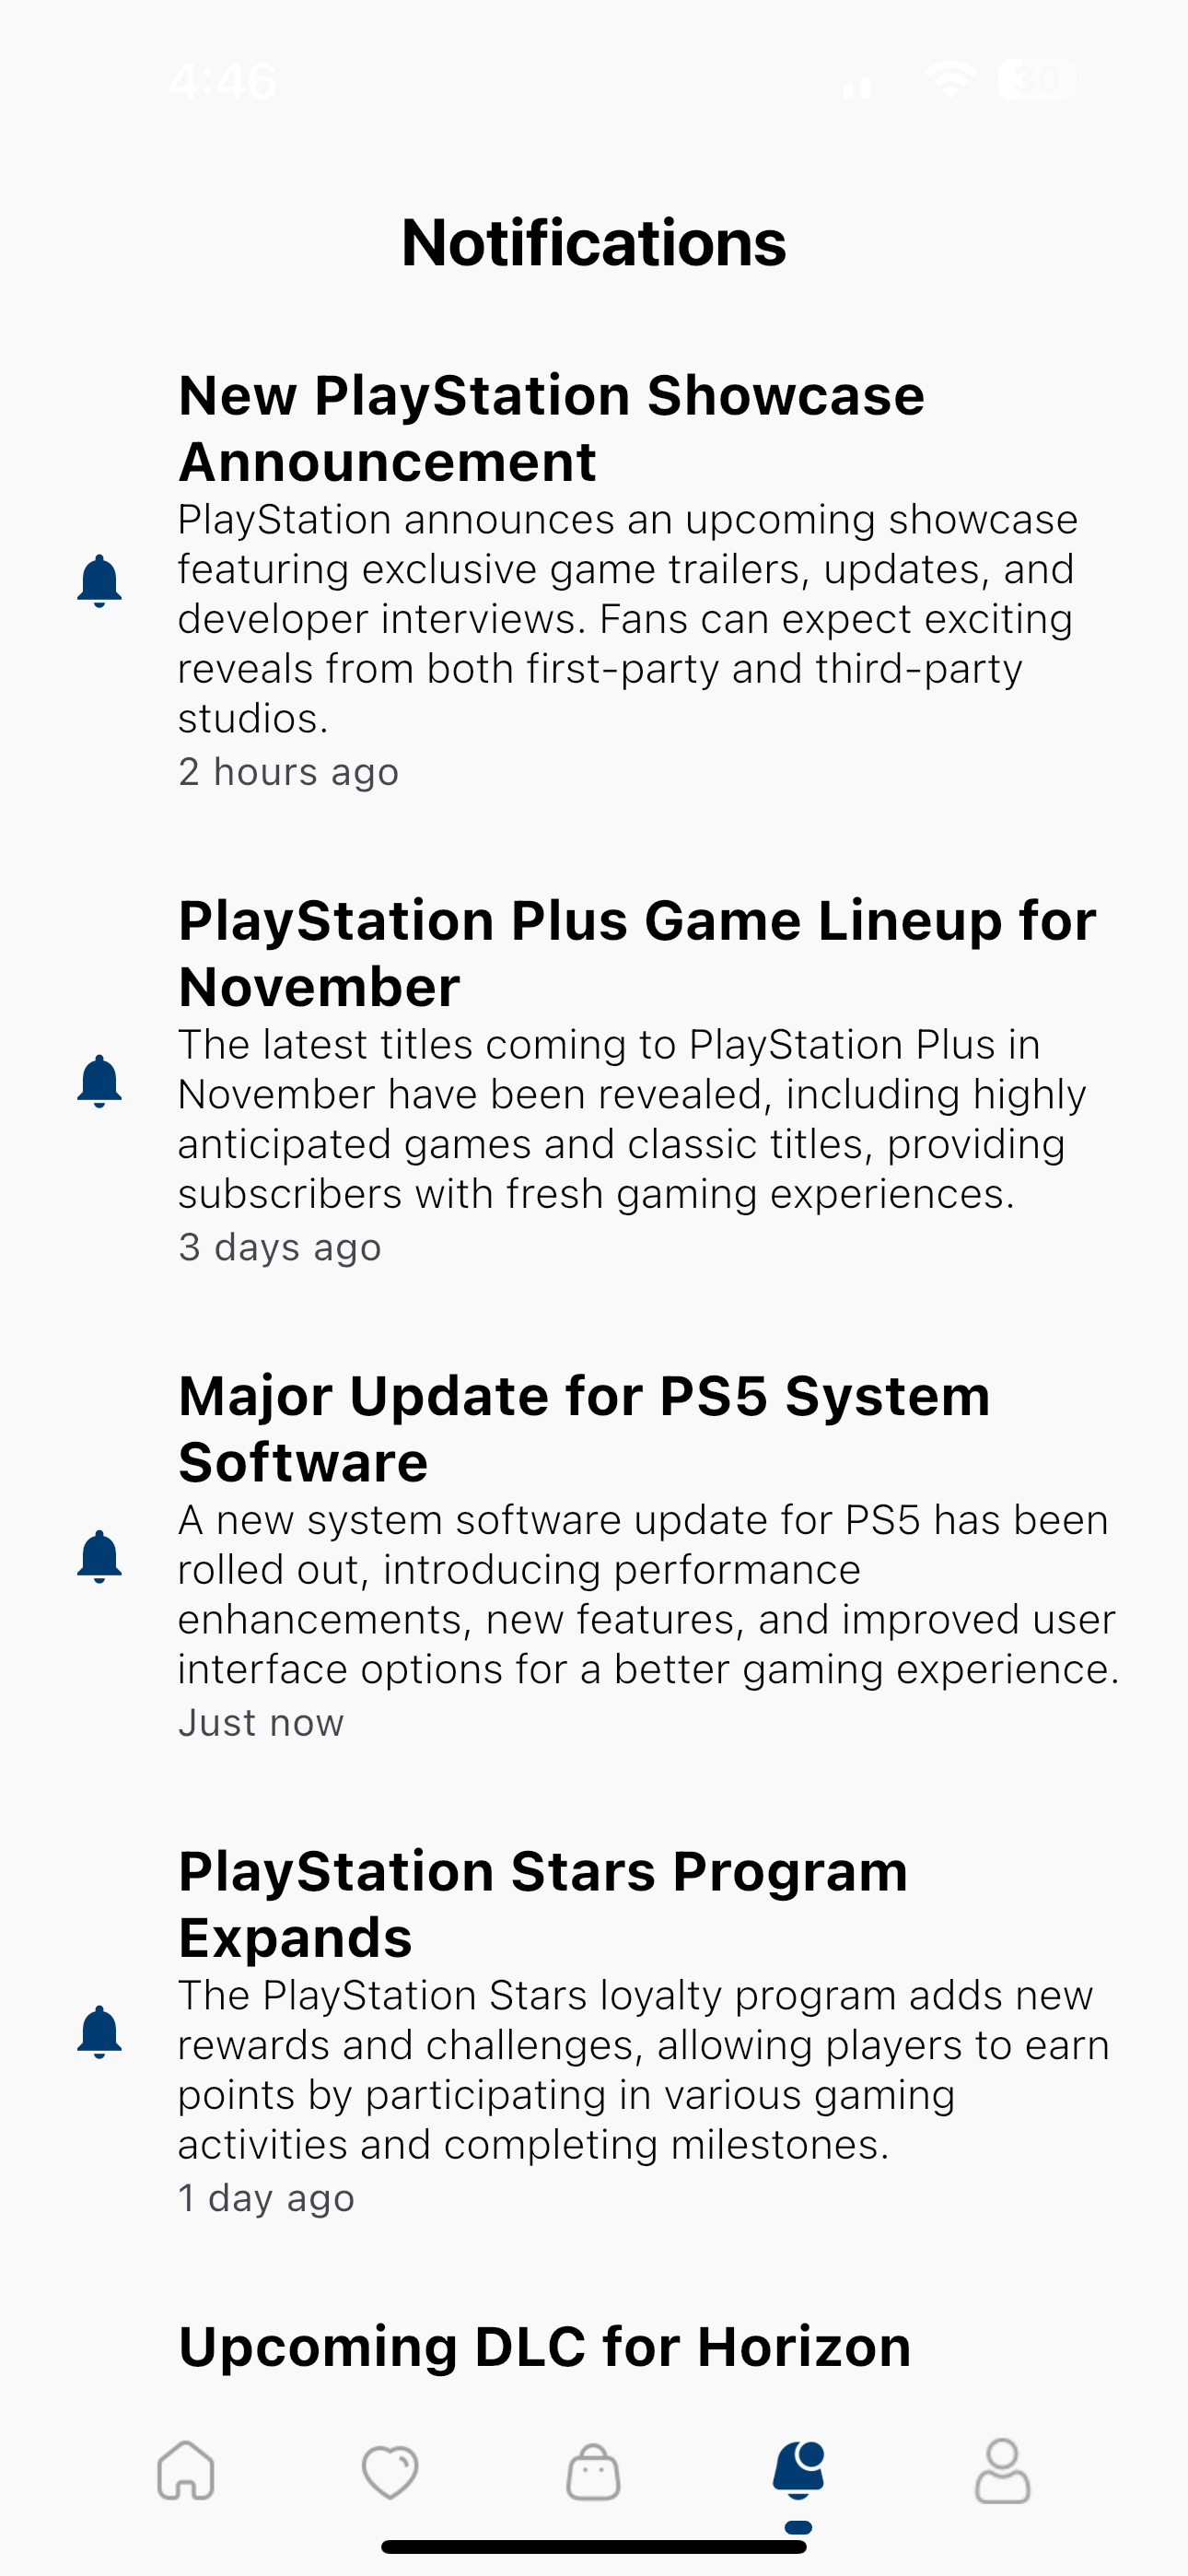 4:46
30
Notifications
New PlayStation Showcase
Announcement
PlayStation announces an upcoming showcase
featuring exclusive game trailers, updates, and
developer interviews. Fans can expect exciting
reveals from both first-party and third-party
studios.
2 hours ago
PlayStation Plus Game Lineup for
November
The latest titles coming to PlayStation Plus in
November have been revealed, including highly
anticipated games and classic titles, providing
subscribers with fresh gaming experiences.
3 days ago
Major Update for PS5 System
Software
A new system software update for PS5 has been
rolled out, introducing performance
enhancements, new features, and improved user
interface options for a better gaming experience.
Just now
PlayStation Stars Program
Expands
The PlayStation Stars loyalty program adds new
rewards and challenges, allowing players to earn
points by participating in various gaming
activities and completing milestones.
1 day ago
Upcoming DLC for Horizon